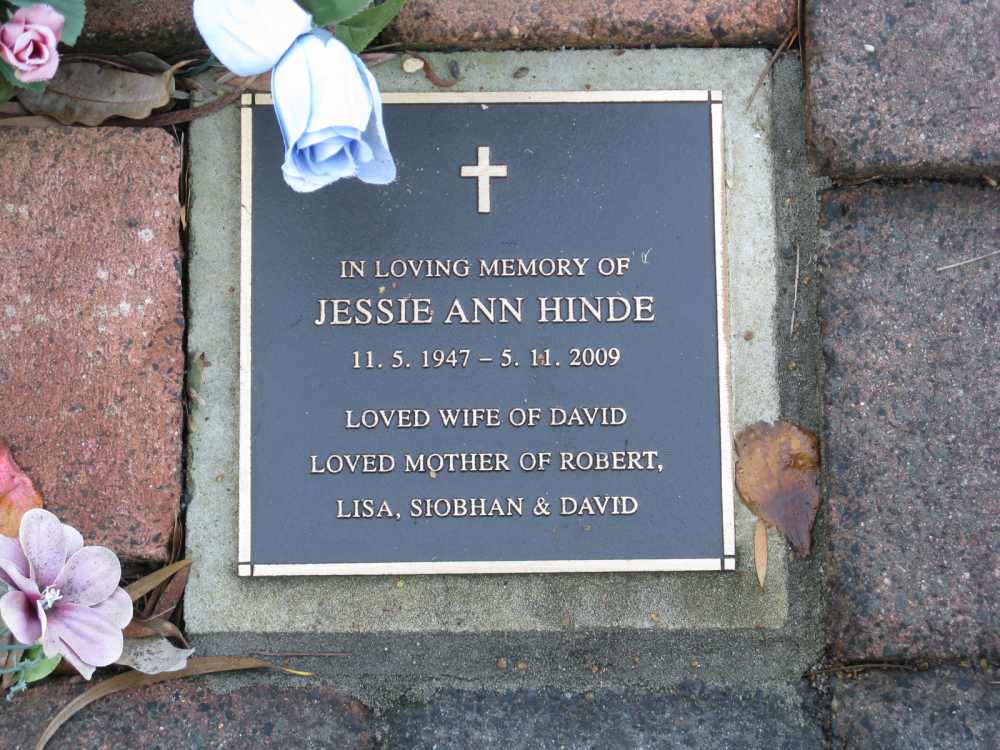 IN LOVING MEMORY OF
JESSIE ANN HINDE
11. 5. 1947 – 5. 11. 2009
LOVED WIFE OF DAVID
LOVED MOTHER OF ROBERT,
LISA, SIOBHAN & DAVID